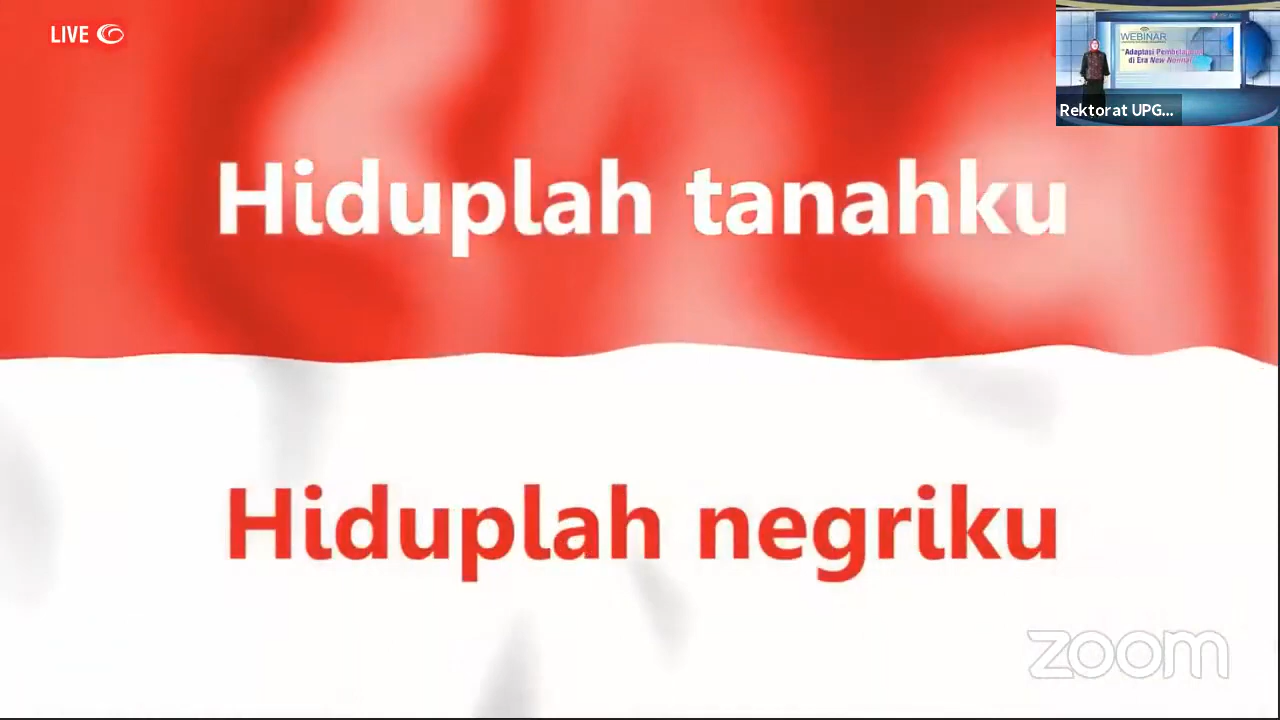 LIVE
WEBINAR
"Adaptasi Pembelajaran
di Era New Normal"
Rektorat UPG...
Hiduplah tanahku
Hiduplah negriku
zoom